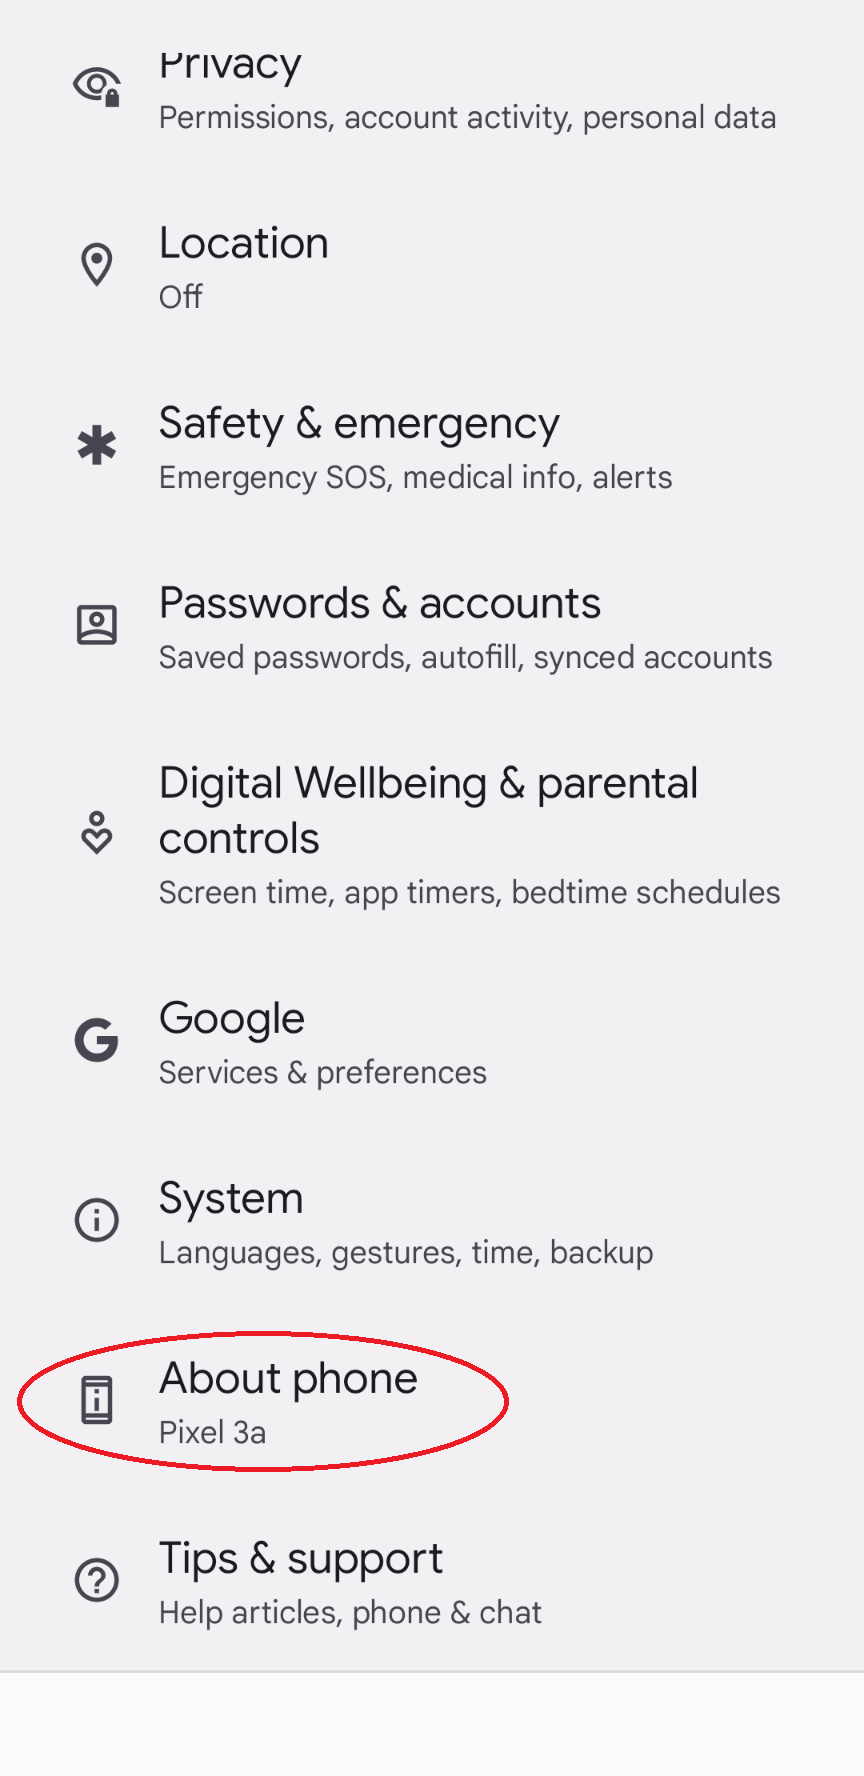 Privacy
Permissions, account activity, personal data
Location
Off
Safety & emergency
Emergency SOS, medical info, alerts
Passwords & accounts
Saved passwords, autofill, synced accounts
Digital Wellbeing & parental
controls
Screen time, app timers, bedtime schedules
Google
Services & preferences
System
Languages, gestures, time, backup
About phone
Pixel 3a
Tips & support
Help articles, phone & chat